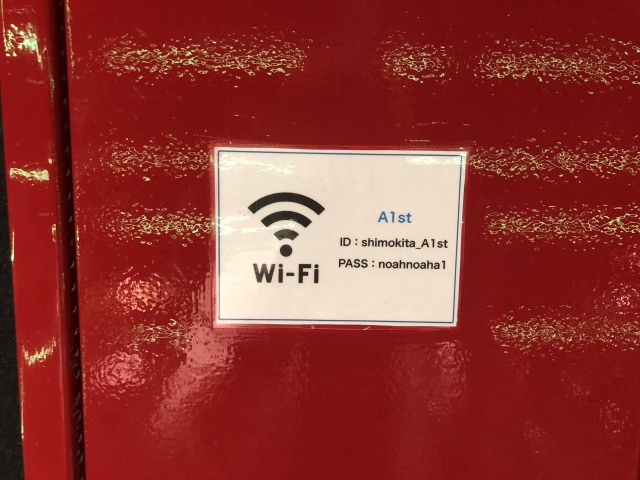 Wi-Fi
A1st
ID：shimokita_A1st
PASS：noahnoaha1